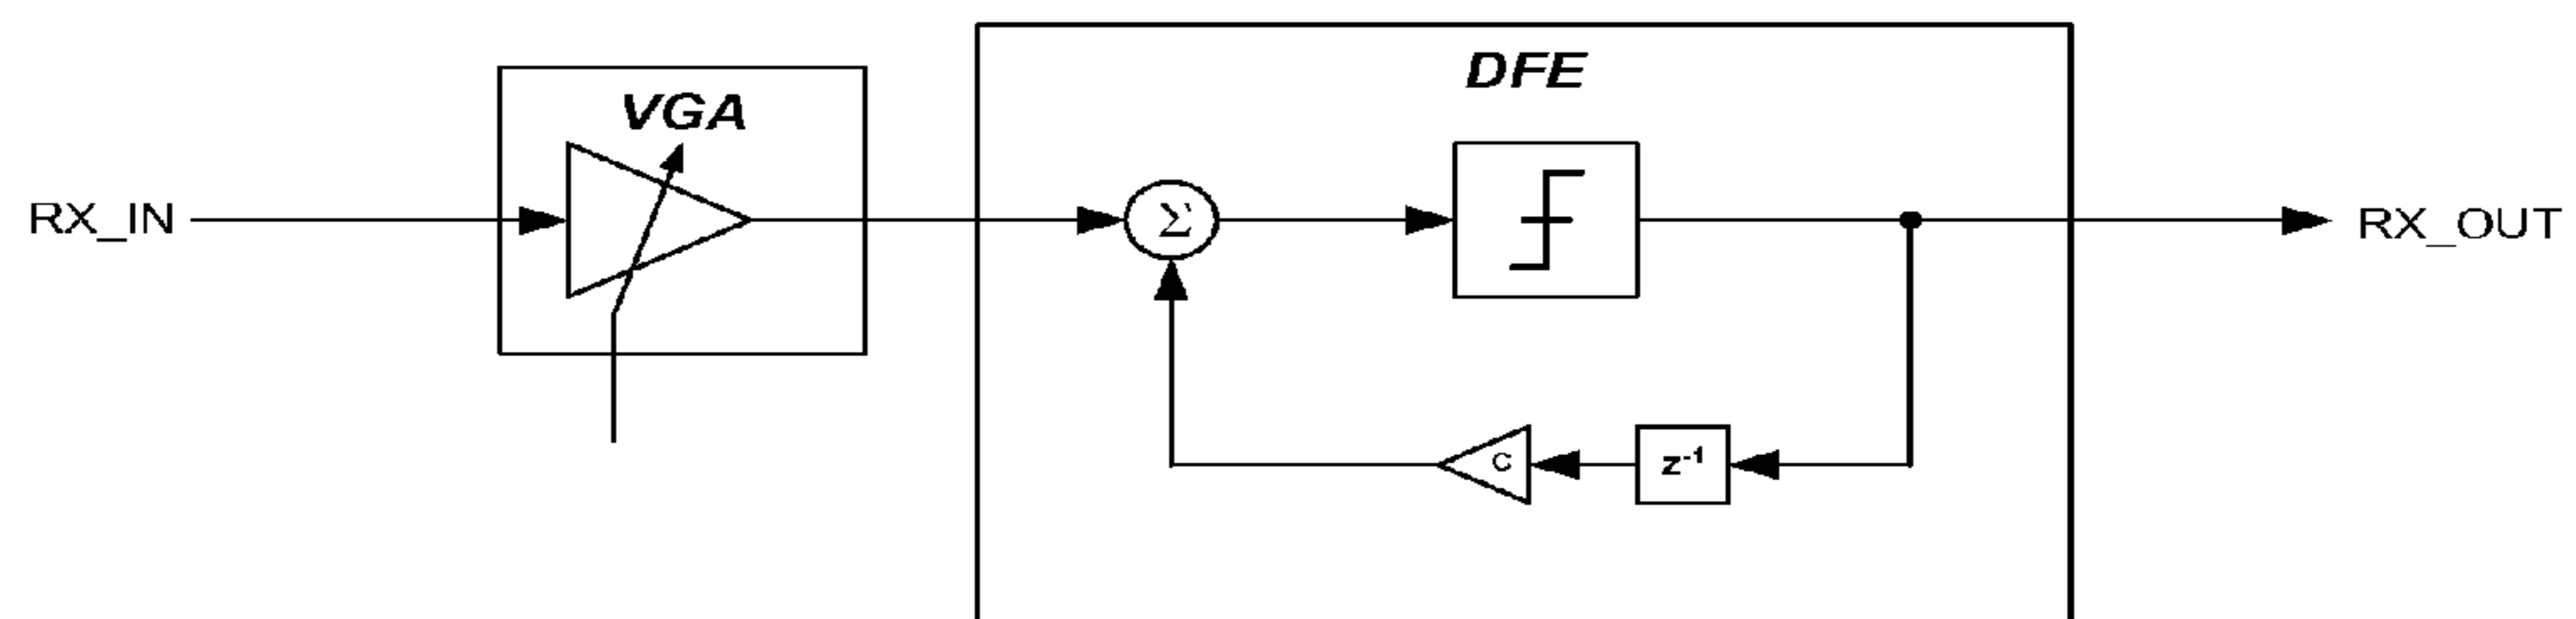 DFE
VGA
RX_IN
Σ
RX_OUT
C
z⁻¹